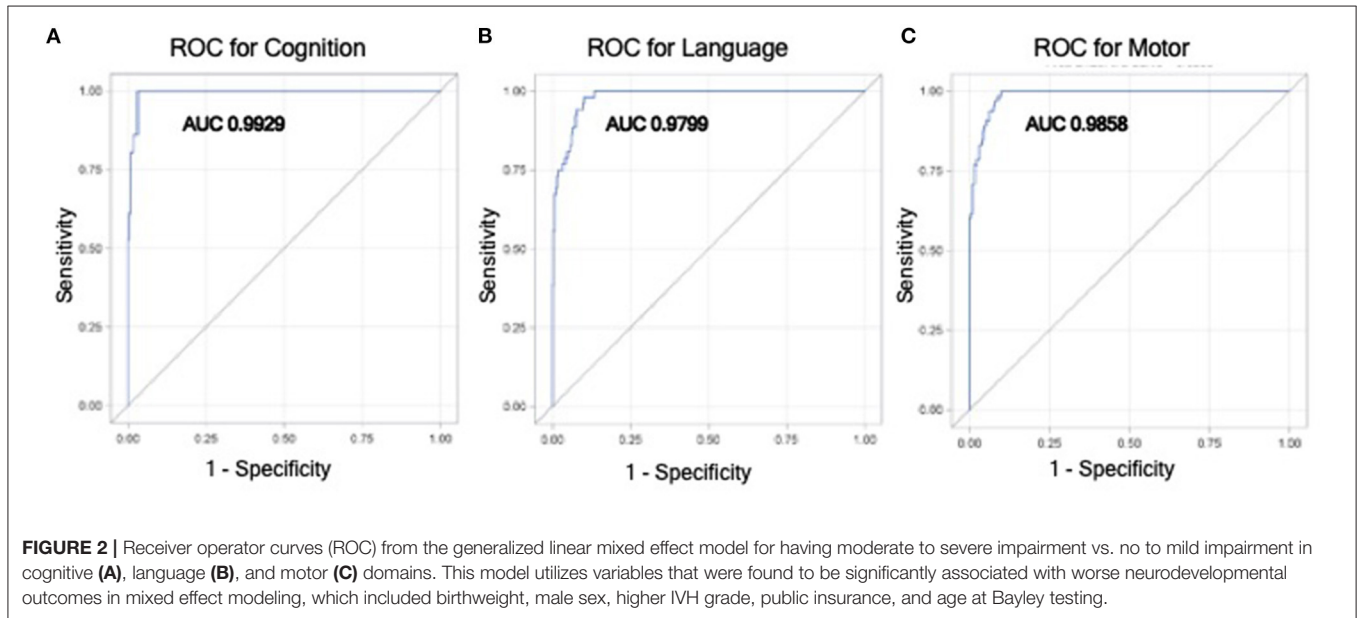 A
ROC for Cognition
1.00
0.75
0.50
0.25
0.00
Sensitivity
AUC 0.9929
0.00 0.25 0.50 0.75 1.00
1 - Specificity
B
ROC for Language
1.00
0.75
0.50
0.25
0.00
Sensitivity
AUC 0.9799
0.00 0.25 0.50 0.75 1.00
1 - Specificity
C
ROC for Motor
1.00
0.75
0.50
0.25
0.00
Sensitivity
AUC 0.9858
0.00 0.25 0.50 0.75 1.00
1 - Specificity
FIGURE 2 | Receiver operator curves (ROC) from the generalized linear mixed effect model for having moderate to severe impairment vs. no to mild impairment in
cognitive (A), language (B), and motor (C) domains. This model utilizes variables that were found to be significantly associated with worse neurodevelopmental
outcomes in mixed effect modeling, which included birthweight, male sex, higher IVH grade, public insurance, and age at Bayley testing.